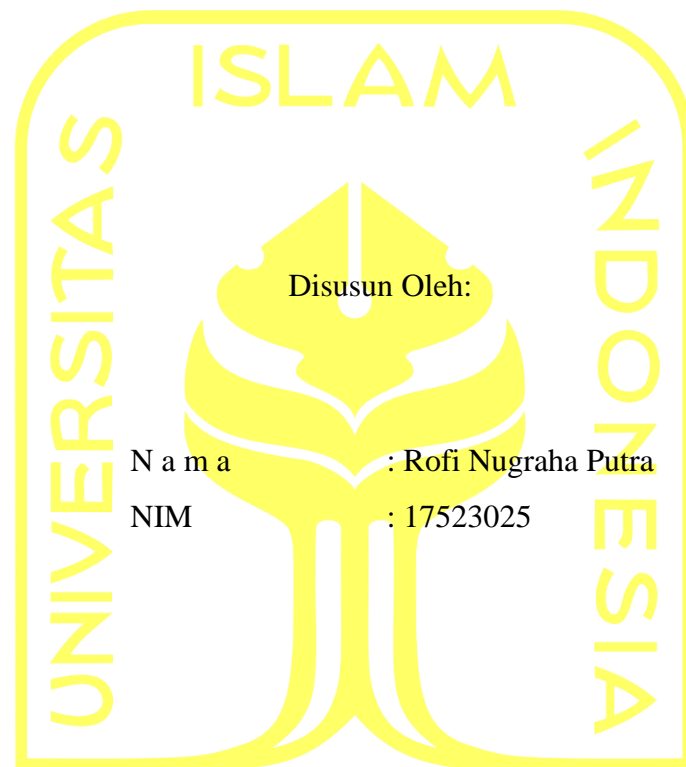 ISLAM
UNIVERSITAS
INDONESIA
Disusun Oleh:
N a m a : Rofi Nugraha Putra
NIM : 17523025